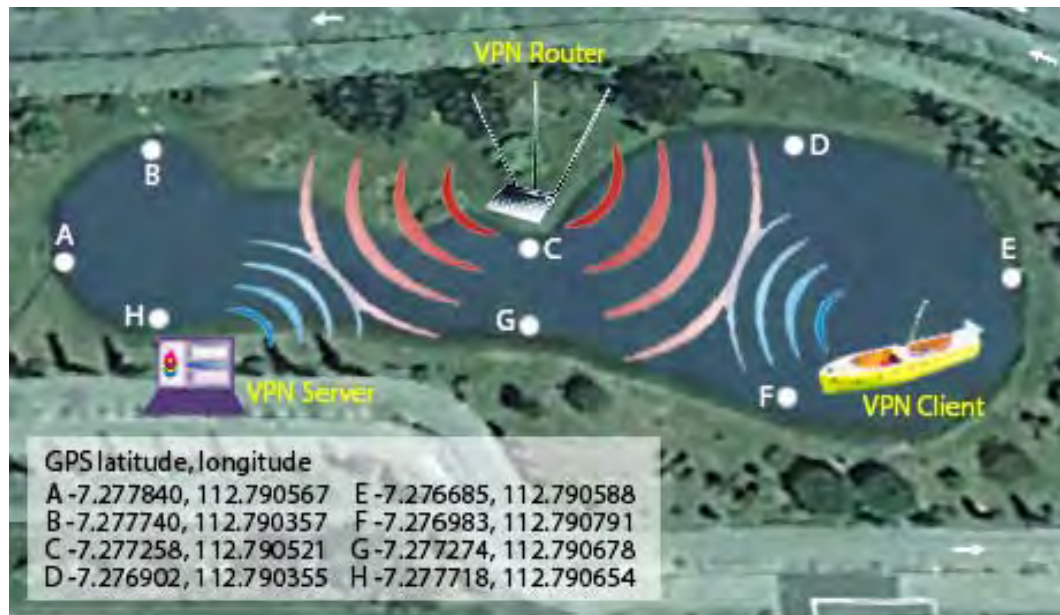 VPN Router
B
D
A
C
E
H
G
VPN Server
F
VPN Client
GPS latitude, longitude
A -7.277840, 112.790567 E -7.276685, 112.790588
B -7.277740, 112.790357 F -7.276983, 112.790791
C -7.277258, 112.790521 G -7.277274, 112.790678
D -7.276902, 112.790355 H -7.277718, 112.790654